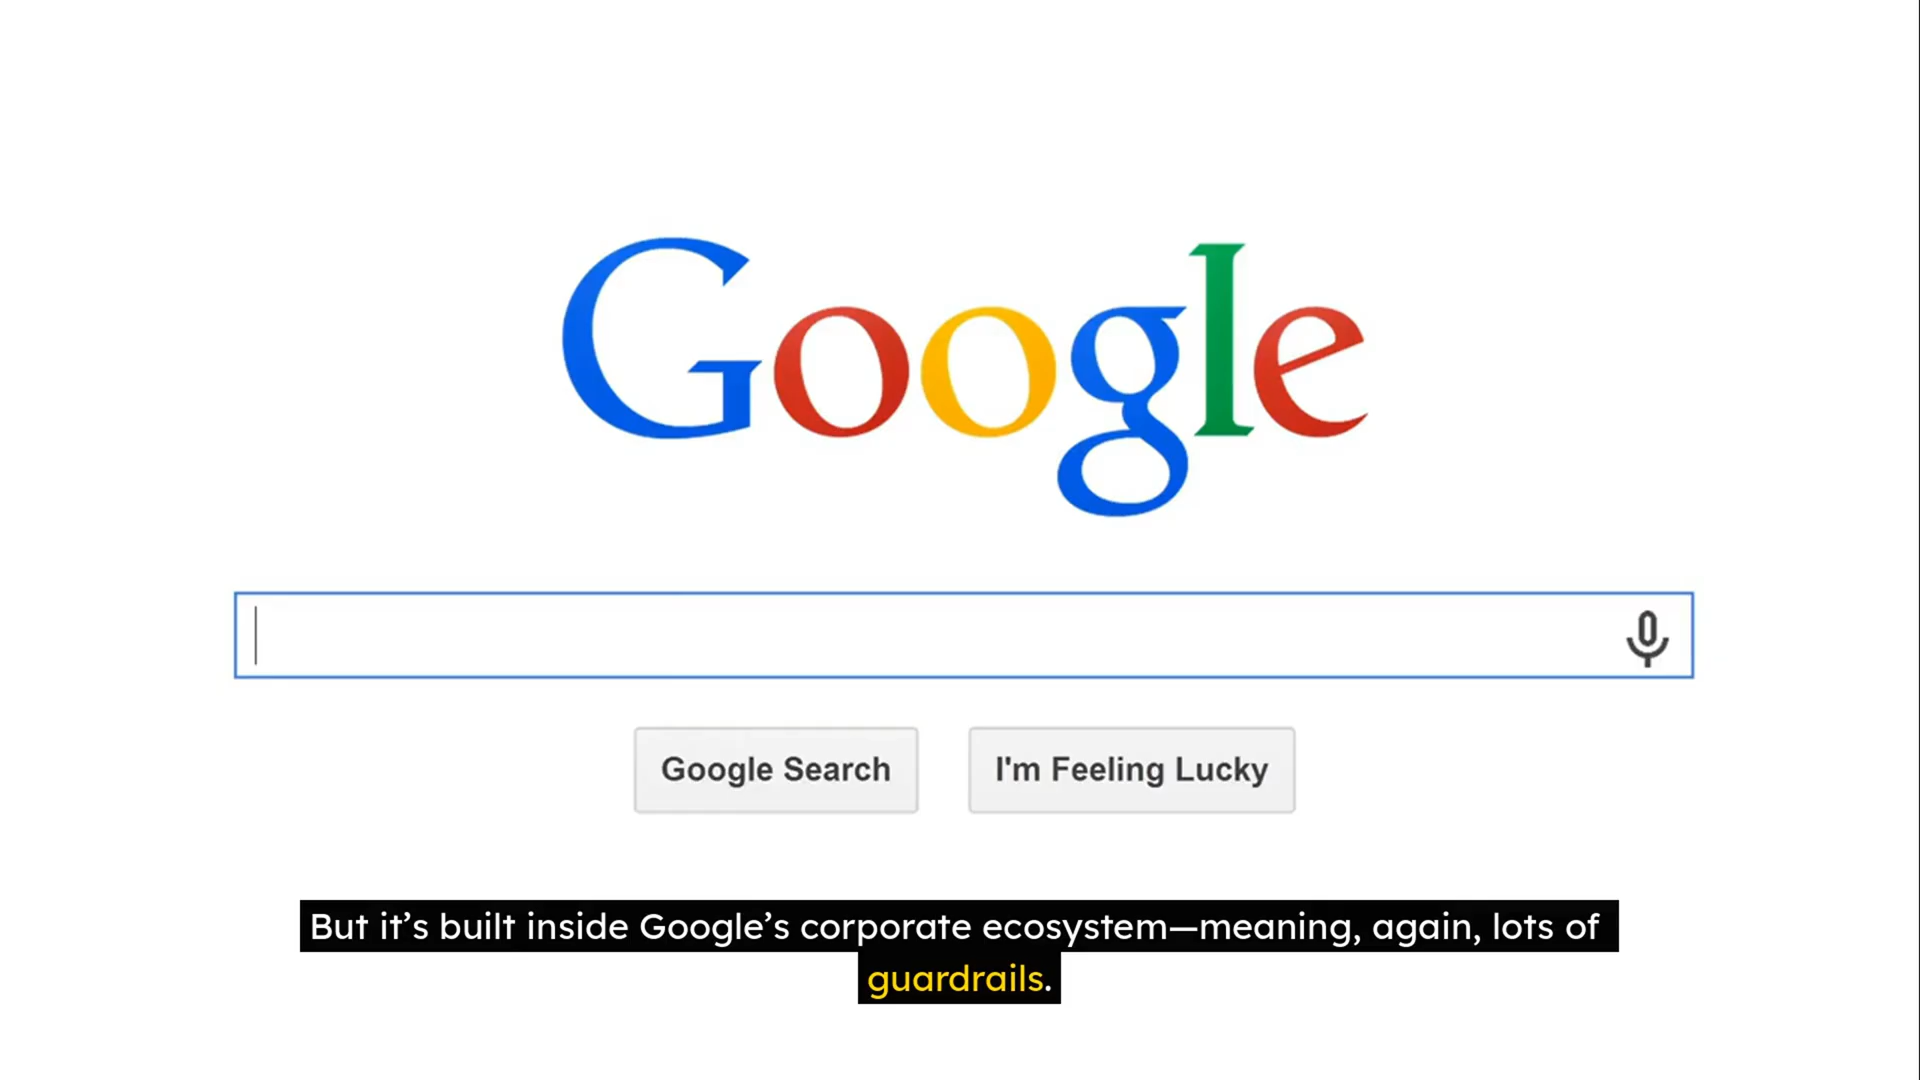 Google
Google Search
I'm Feeling Lucky
But it’s built inside Google’s corporate ecosystem—meaning, again, lots of
guardrails.